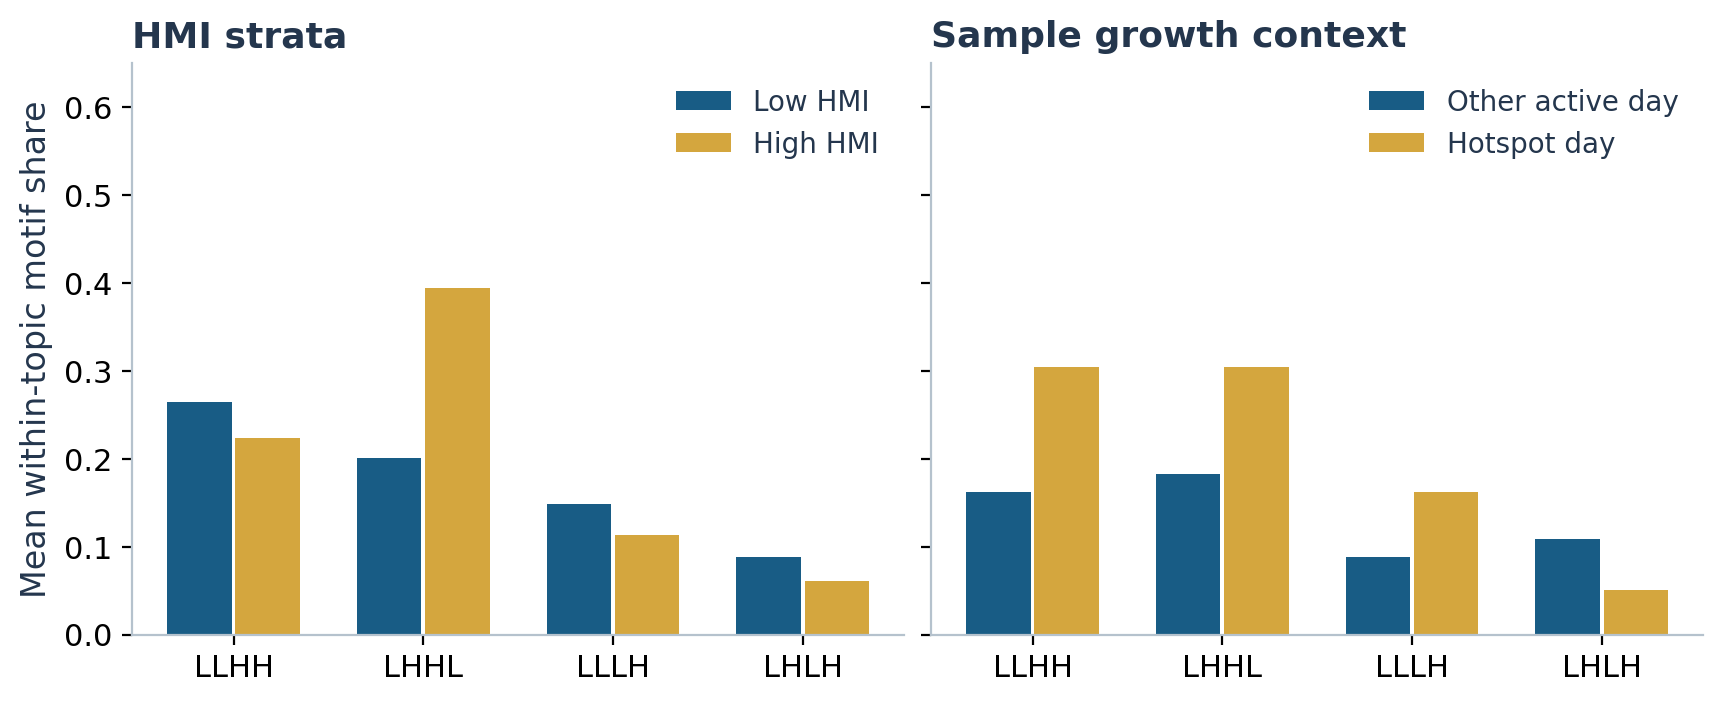 HMI strata
Sample growth context
Mean within-topic motif share
0.6
0.5
0.4
0.3
0.2
0.1
0.0
Low HMI
High HMI
Other active day
Hotspot day
LLHH LHHL LLLH LHLH
LLHH LHHL LLLH LHLH